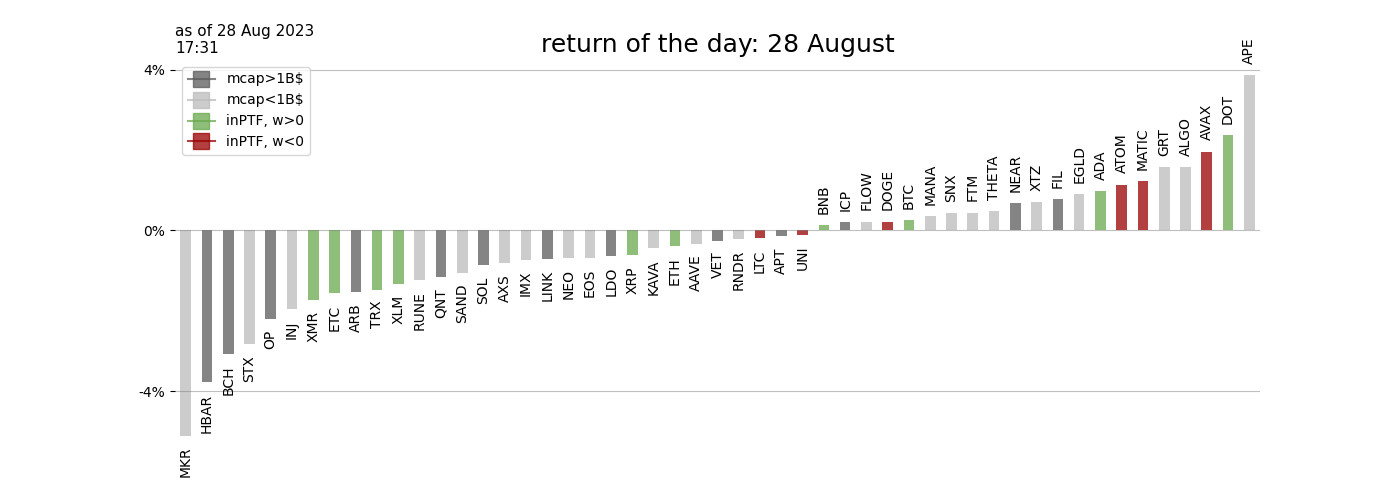 as of 28 Aug 2023
17:31
return of the day: 28 August
4%
0%
-4%
mcap>1B$
mcap<1B$
inPTF, w>0
inPTF, w<0
MKR
HBAR
BCH
STX
OP
INJ
XMR
ETC
ARB
TRX
XLM
RUNE
QNT
SAND
SOL
AXS
IMX
LINK
NEO
EOS
LDO
XRP
KAVA
ETH
AAVE
VET
RNDR
LTC
APT
UNI
BNB
ICP
FLOW
DOGE
BTC
MANA
SNX
FTM
THETA
NEAR
XTZ
FIL
EGLD
ADA
ATOM
MATIC
GRT
ALGO
AVAX
DOT
APE